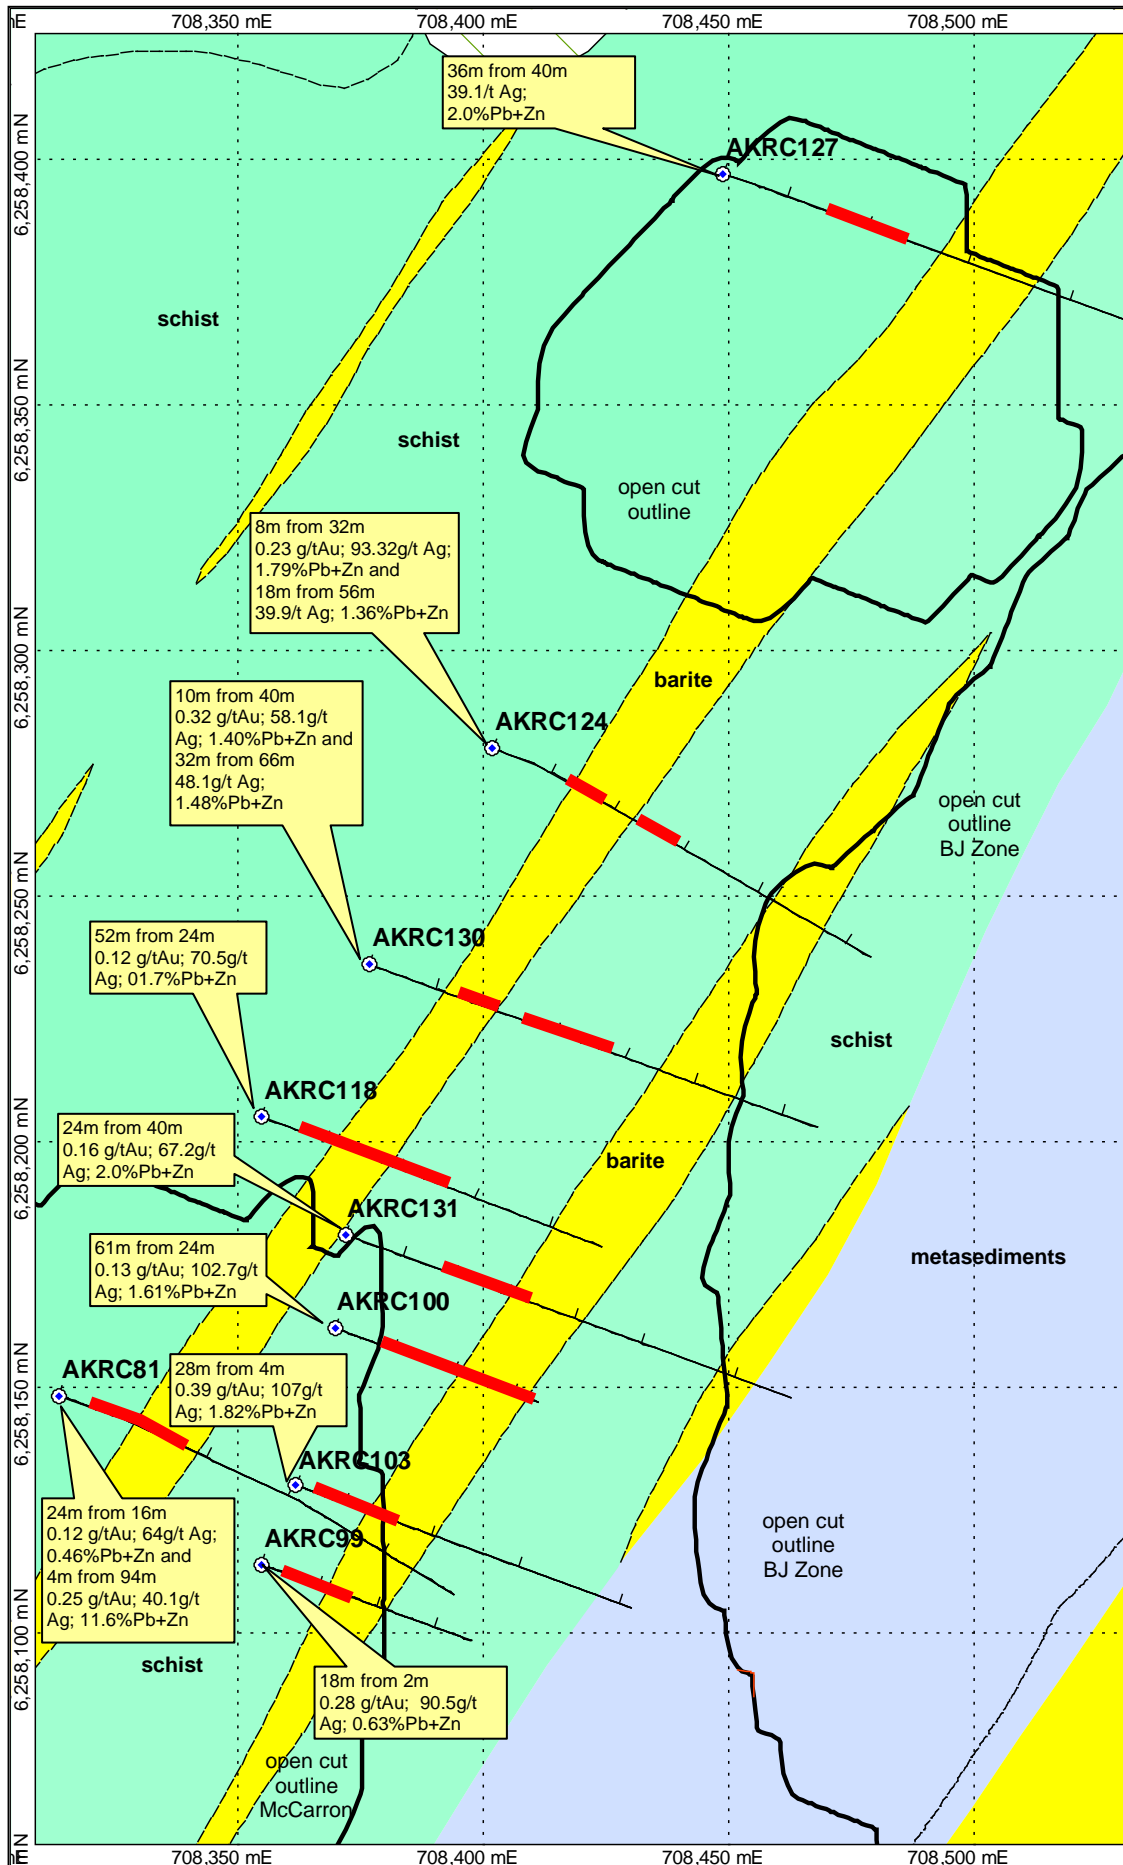 mE
708,350 mE
708,400 mE
708,450 mE
708,500 mE
36m from 40m
39.1/t Ag;
2.0%Pb+Zn
AKRC127
6,258,400 mN
schist
6,258,350 mN
schist
open cut
outline
8m from 32m
0.23 g/tAu; 93.32g/t Ag;
1.79%Pb+Zn and
18m from 56m
39.9/t Ag; 1.36%Pb+Zn
6,258,300 mN
barite
10m from 40m
0.32 g/tAu; 58.1g/t
Ag; 1.40%Pb+Zn and
32m from 66m
48.1g/t Ag;
1.48%Pb+Zn
AKRC124
open cut
outline
BJ Zone
6,258,250 mN
52m from 24m
0.12 g/tAu; 70.5g/t
Ag; 01.7%Pb+Zn
AKRC130
schist
AKRC118
6,258,200 mN
24m from 40m
0.16 g/tAu; 67.2g/t
Ag; 2.0%Pb+Zn
barite
AKRC131
61m from 24m
0.13 g/tAu; 102.7g/t
Ag; 1.61%Pb+Zn
metasediments
AKRC100
AKRC81
28m from 4m
0.39 g/tAu; 107g/t
Ag; 1.82%Pb+Zn
6,258,150 mN
AKRC103
24m from 16m
0.12 g/tAu; 64g/t Ag;
0.46%Pb+Zn and
4m from 94m
0.25 g/tAu; 40.1g/t
Ag; 11.6%Pb+Zn
AKRC99
open cut
outline
BJ Zone
6,258,100 mN
schist
18m from 2m
0.28 g/tAu;  90.5g/t
Ag; 0.63%Pb+Zn
open cut
outline
McCarron
mN
mE
708,350 mE
708,400 mE
708,450 mE
708,500 mE